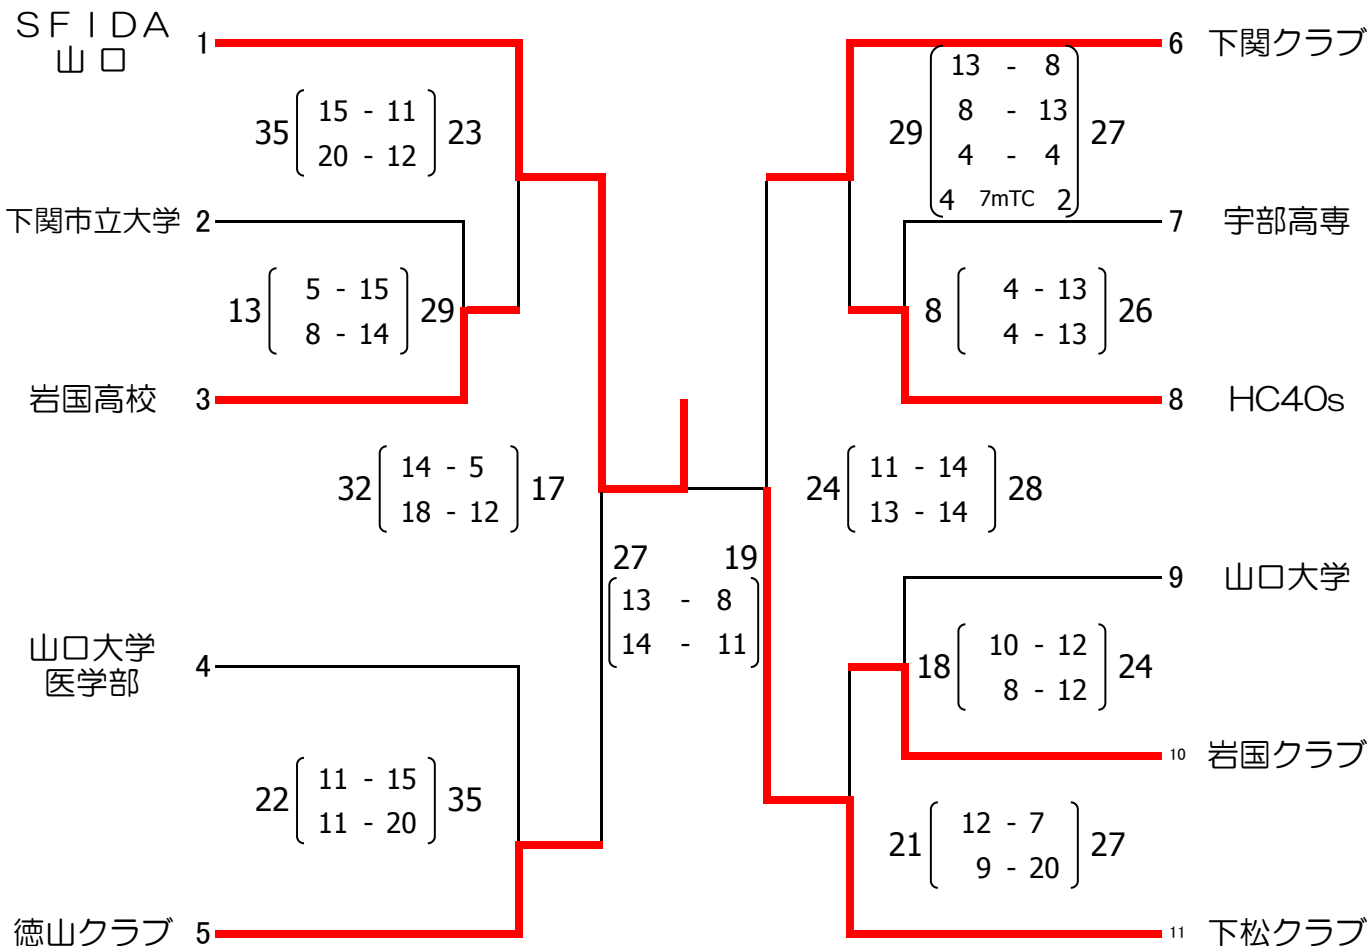 ＳＦＩＤＡ
山口
1
35
15 - 11
20 - 12
23
下関市立大学 2
13
5 - 15
8 - 14
29
岩国高校 3
32
14 - 5
18 - 12
17
山口大学
医学部
4
22
11 - 15
11 - 20
35
徳山クラブ 5
27 19
13 - 8
14 - 11
6 下関クラブ
29
13 - 8
8 - 13
4 - 4
4 7mTC 2
27
7 宇部高専
8
4 - 13
4 - 13
26
8 HC40s
24
11 - 14
13 - 14
28
9 山口大学
18
10 - 12
8 - 12
24
10 岩国クラブ
21
12 - 7
9 - 20
27
11 下松クラブ